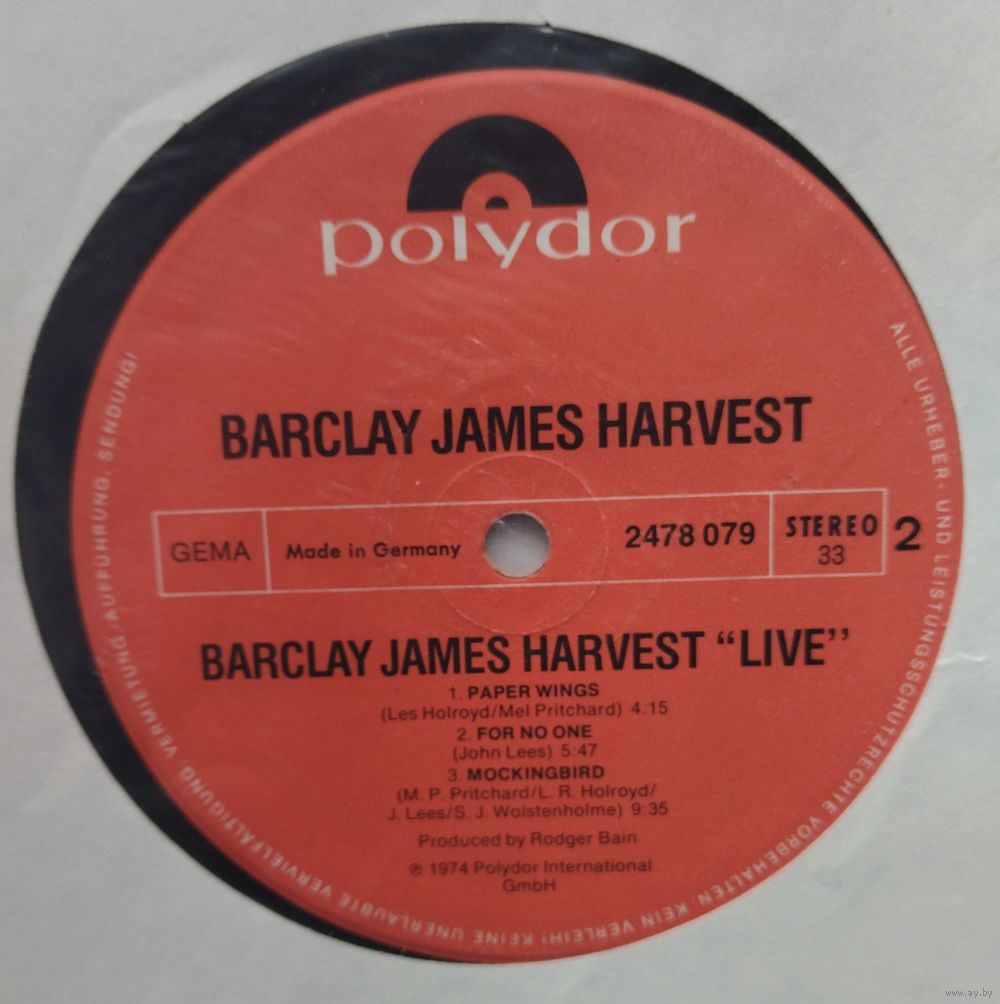 polydor
BARCLAY JAMES HARVEST
GEMA
Made in Germany
2478 079
STEREO
33
2
BARCLAY JAMES HARVEST “LIVE”
1. PAPER WINGS
(Les Holroyd/Mel Pritchard) 4:15
2. FOR NO ONE
(John Lees) 5:47
3. MOCKINGBIRD
(M. P. Pritchard/L. R. Holroyd/
J. Lees/S. J. Wolstenholme) 9:35
Produced by Rodger Bain
℗ 1974 Polydor International
GmbH
ALLE URHEBER- UND LEISTUNGSSCHUTZRECHTE VORBEHALTEN. KEIN VERLEIH! KEINE UNERLAUBTE VERVIELFÄLTIGUNG, VERMIETUNG, AUFFÜHRUNG, SENDUNG!
www.ay.by